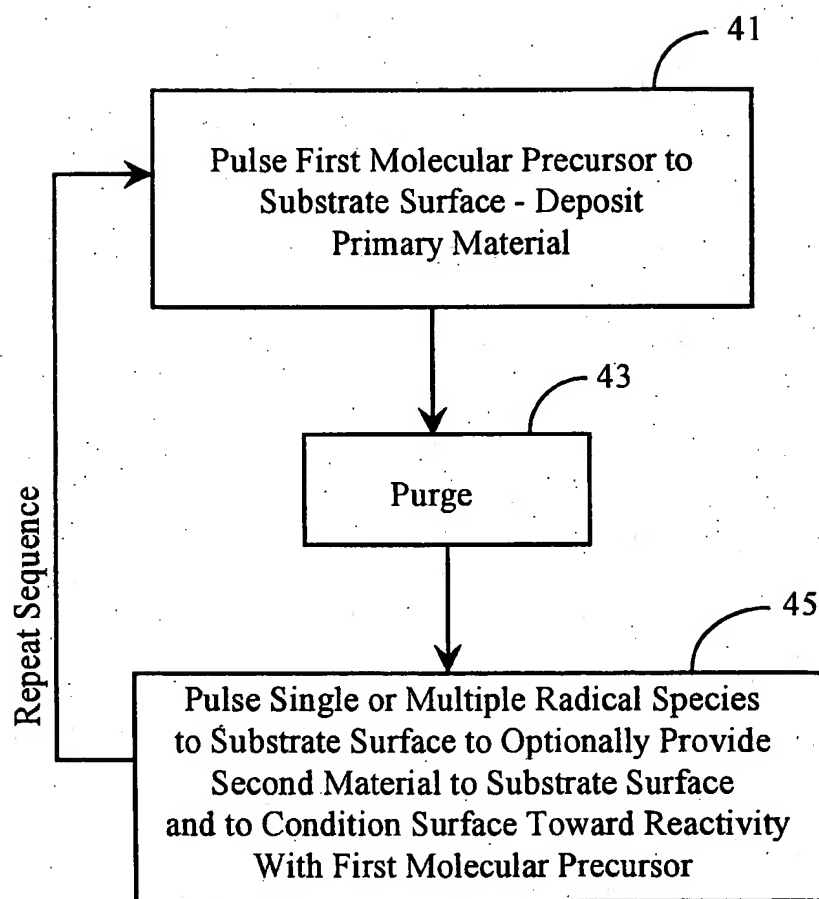 41
Pulse First Molecular Precursor to
Substrate Surface - Deposit
Primary Material
43
Purge
Repeat Sequence
45
Pulse Single or Multiple Radical Species
to Substrate Surface to Optionally Provide
Second Material to Substrate Surface
and to Condition Surface Toward Reactivity
With First Molecular Precursor